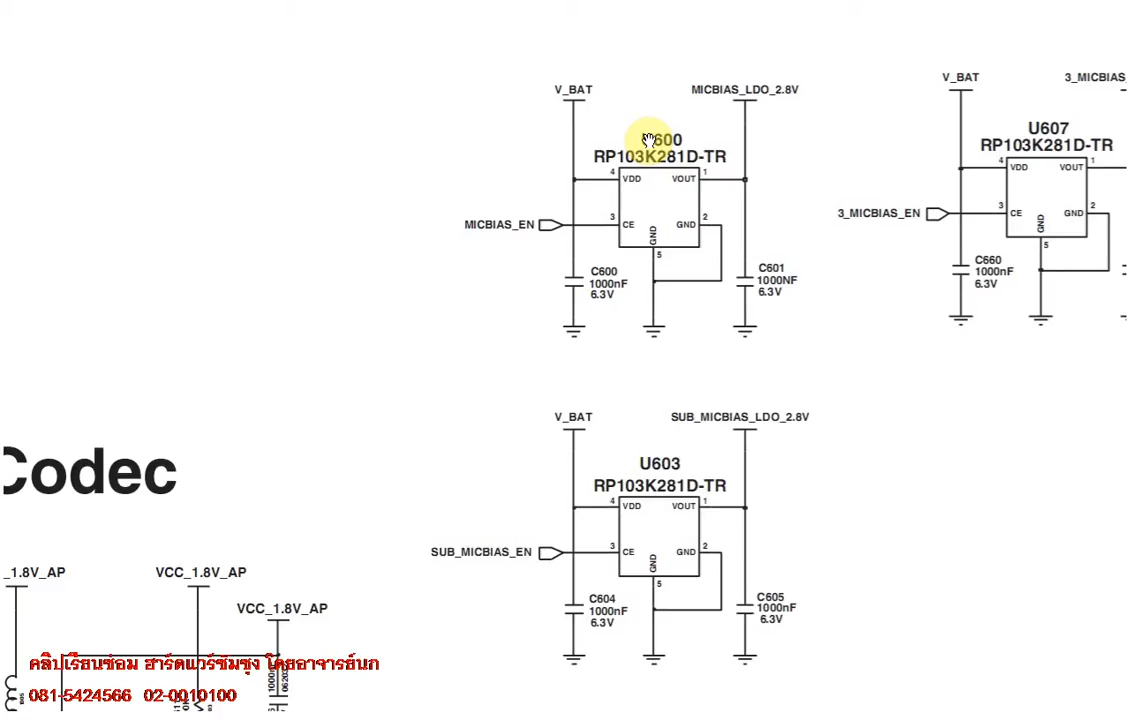 V_BAT
MICBIAS_LDO_2.8V
RP103K281D-TR
4
VDD
VOUT
1
MICBIAS_EN
3
CE
GND
GND
2
5
C600
1000nF
6.3V
C601
1000NF
6.3V
V_BAT
3_MICBIAS
U607
RP103K281D-TR
4
VDD
VOUT
1
3_MICBIAS_EN
3
CE
GND
GND
2
5
C660
1000nF
6.3V
V_BAT
SUB_MICBIAS_LDO_2.8V
U603
RP103K281D-TR
4
VDD
VOUT
1
SUB_MICBIAS_EN
3
CE
GND
GND
2
5
C604
1000nF
6.3V
C605
1000nF
6.3V
Codec
_1.8V_AP
VCC_1.8V_AP
VCC_1.8V_AP
คลิปเรียนซ่อม ฮาร์ดแวร์ซัมซุง โดยอาจารย์นก
081-5424566 02-0010100